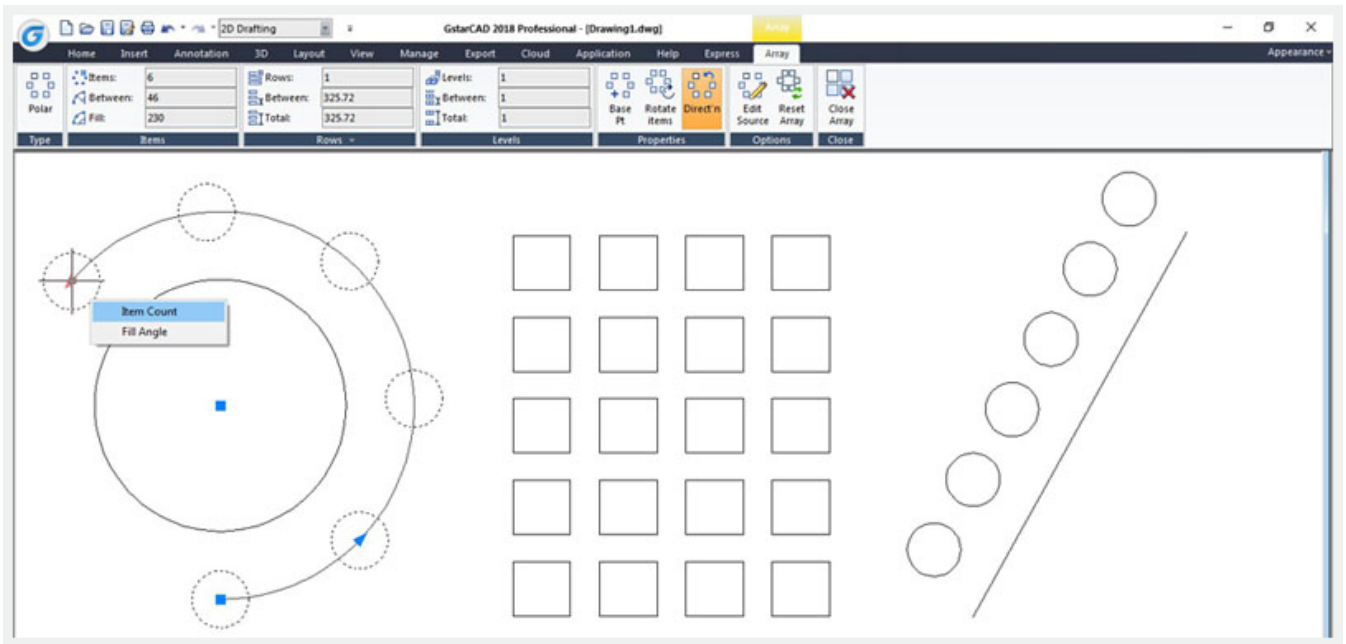 2D Drafting
GstarCAD 2018 Professional - [Drawing1.dwg]
Array
Home Insert Annotation 3D Layout View Manage Export Cloud Application Help Express Array Appearance
Items: 6 Rows: 1 Levels: 1
Between: 46 Between: 325.72 Between: 1
Fill: 230 Total: 325.72 Total: 1
Polar
Base Pt Rotate items Direct'n Edit Source Reset Array Close Array
Type Items Rows Levels Properties Options Close
Item Count
Fill Angle